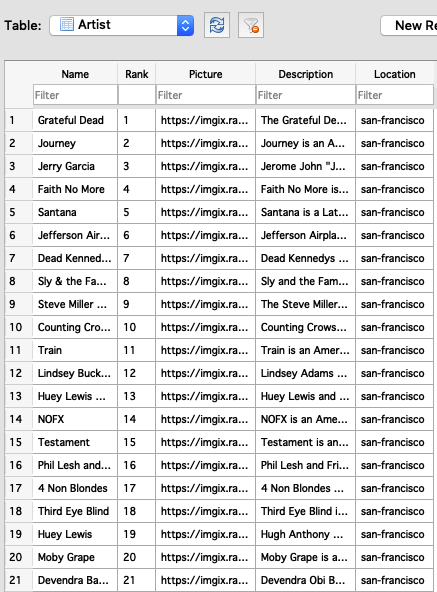 Table: Artist New Re
Name Rank Picture Description Location
Filter Filter Filter Filter
1 Grateful Dead 1 https://imgix.ra... The Grateful De... san-francisco
2 Journey 2 https://imgix.ra... Journey is an A... san-francisco
3 Jerry Garcia 3 https://imgix.ra... Jerome John "J... san-francisco
4 Faith No More 4 https://imgix.ra... Faith No More is... san-francisco
5 Santana 5 https://imgix.ra... Santana is a Lat... san-francisco
6 Jefferson Air... 6 https://imgix.ra... Jefferson Airpla... san-francisco
7 Dead Kenned... 7 https://imgix.ra... Dead Kennedys ... san-francisco
8 Sly & the Fa... 8 https://imgix.ra... Sly and the Fam... san-francisco
9 Steve Miller ... 9 https://imgix.ra... The Steve Miller... san-francisco
10 Counting Cro... 10 https://imgix.ra... Counting Crows... san-francisco
11 Train 11 https://imgix.ra... Train is an Amer... san-francisco
12 Lindsey Buck... 12 https://imgix.ra... Lindsey Adams ... san-francisco
13 Huey Lewis ... 13 https://imgix.ra... Huey Lewis and ... san-francisco
14 NOFX 14 https://imgix.ra... NOFX is an Ame... san-francisco
15 Testament 15 https://imgix.ra... Testament is an... san-francisco
16 Phil Lesh and... 16 https://imgix.ra... Phil Lesh and Fri... san-francisco
17 4 Non Blondes 17 https://imgix.ra... 4 Non Blondes ... san-francisco
18 Third Eye Blind 18 https://imgix.ra... Third Eye Blind i... san-francisco
19 Huey Lewis 19 https://imgix.ra... Hugh Anthony ... san-francisco
20 Moby Grape 20 https://imgix.ra... Moby Grape is a... san-francisco
21 Devendra Ba... 21 https://imgix.ra... Devendra Obi B... san-francisco